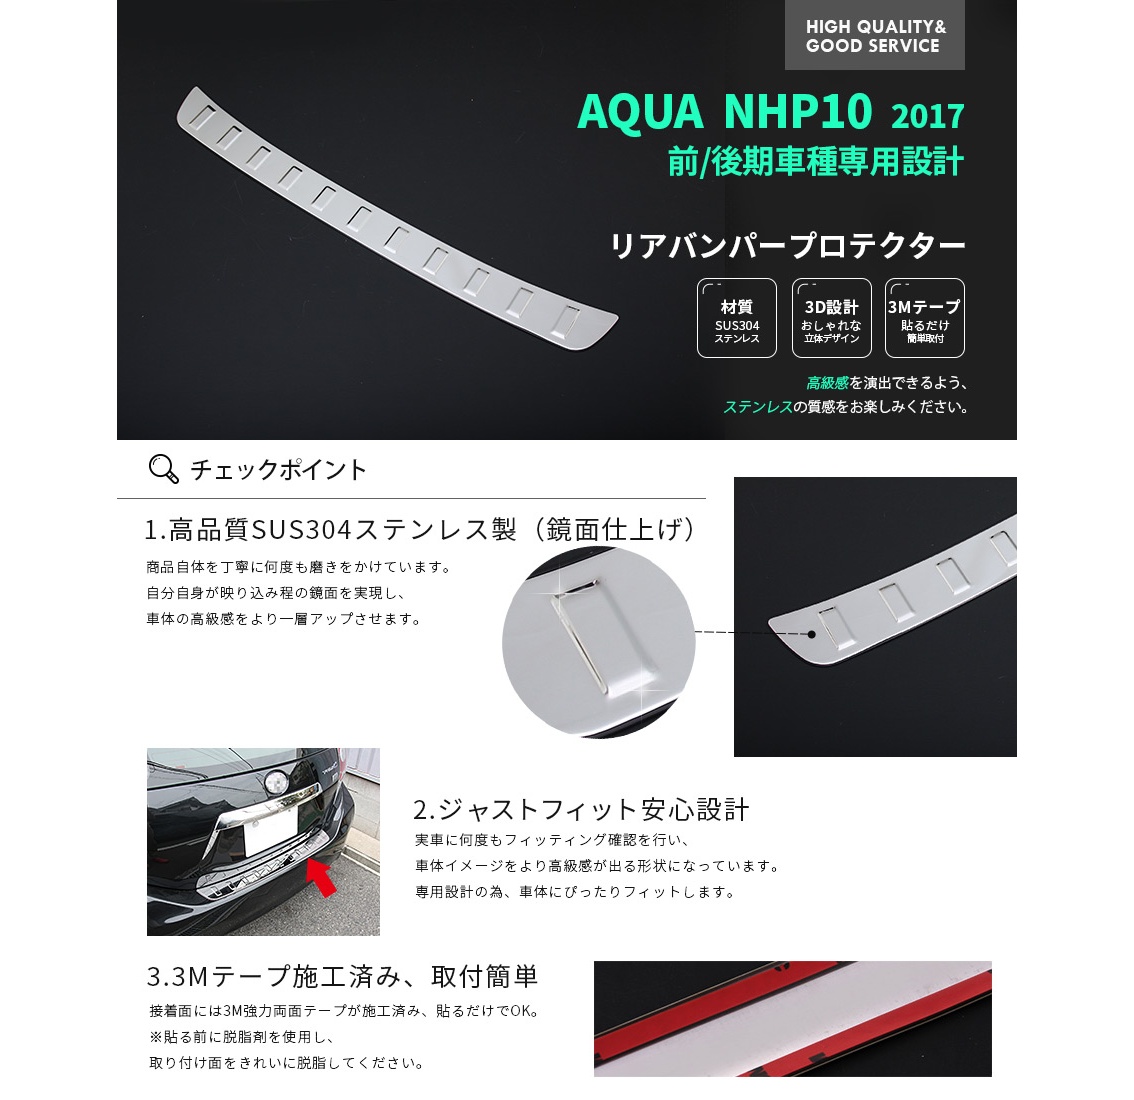 HIGH QUALITY&
GOOD SERVICE
AQUA NHP10 2017
前/後期車種専用設計
リアバンパープロテクター
材質
SUS304
ステンレス
3D設計
おしゃれな
立体デザイン
3Mテープ
貼るだけ
簡単取付
高級感を演出できるよう、
ステンレスの質感をお楽しみください。
チェックポイント
1.高品質SUS304ステンレス製（鏡面仕上げ）
商品自体を丁寧に何度も磨きをかけています。
自分自身が映り込み程の鏡面を実現し、
車体の高級感をより一層アップさせます。
2.ジャストフィット安心設計
実車に何度もフィッティング確認を行い、
車体イメージをより高級感が出る形状になっています。
専用設計の為、車体にぴったりフィットします。
3.3Mテープ施工済み、取付簡単
接着面には3M強力両面テープが施工済み、貼るだけでOK。
※貼る前に脱脂剤を使用し、
取り付け面をきれいに脱脂してください。